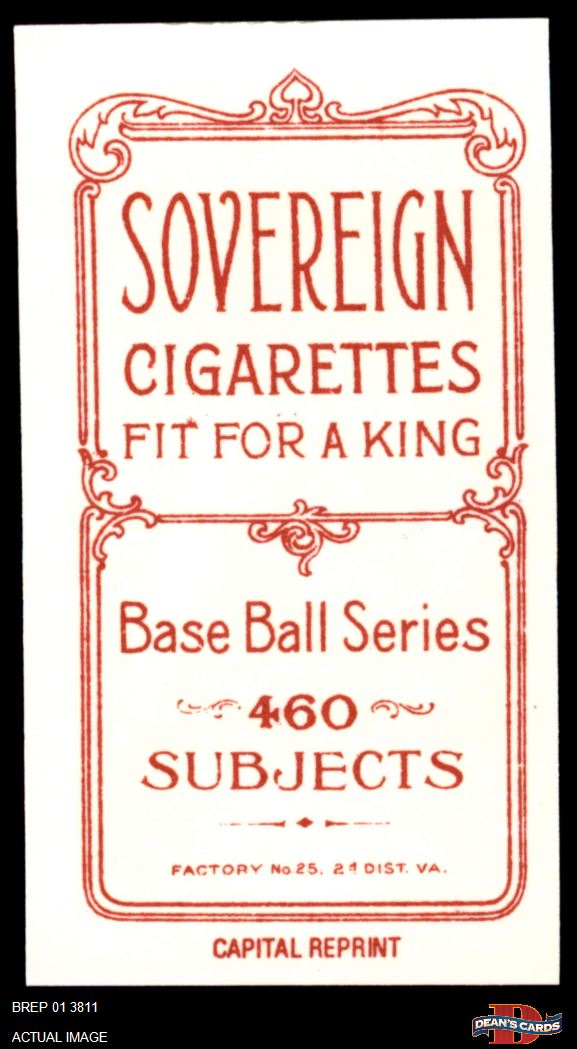 SOVEREIGN
CIGARETTES
FIT FOR A KING
Base Ball Series
460
SUBJECTS
FACTORY No 25, 2d DIST. VA.
CAPITAL REPRINT
BREP 01 3811
ACTUAL IMAGE
DEAN'S CARDS